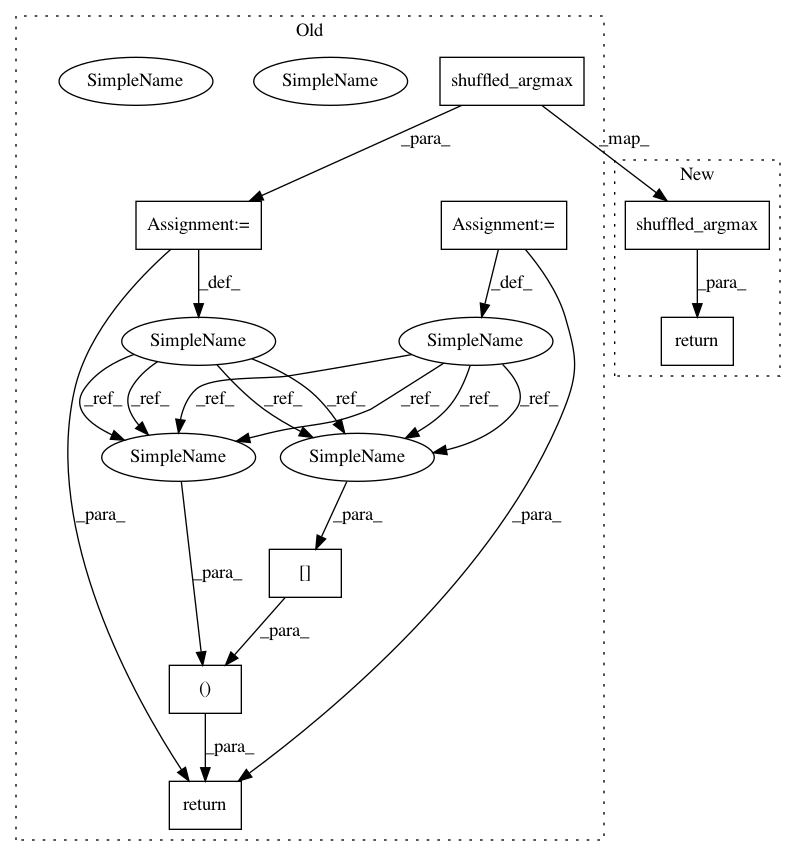 Old
SimpleName
SimpleName
shuffled_argmax
_para_
_map_
New
Assignment:=
Assignment:=
shuffled_argmax
_def_
_def_
_para_
SimpleName
SimpleName
return
_ref_
_ref_
_ref_
_ref_
_ref_
_ref_
_ref_
_ref_
SimpleName
SimpleName
_para_
_para_
_para_
[]
_para_
_para_
()
_para_
return